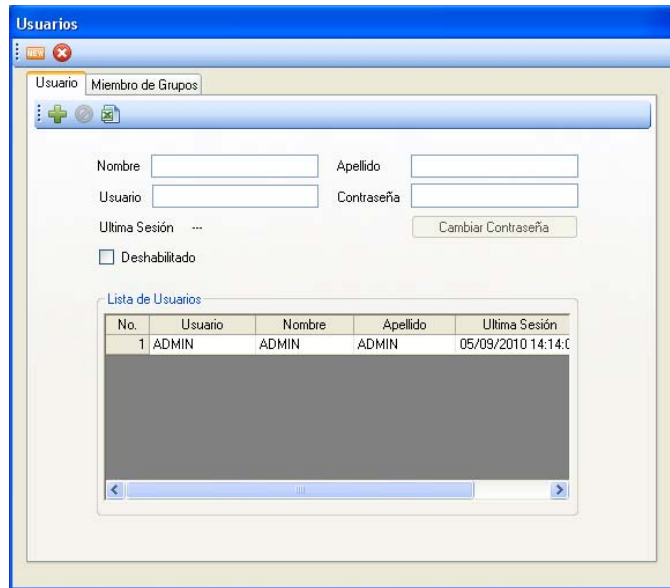 Usuarios
NEW
Usuario Miembro de Grupos
Nombre Apellido
Usuario Contraseña
Ultima Sesión --- Cambiar Contraseña
Deshabilitado
Lista de Usuarios
No. Usuario Nombre Apellido Ultima Sesión
1 ADMIN ADMIN ADMIN 05/09/2010 14:14:0